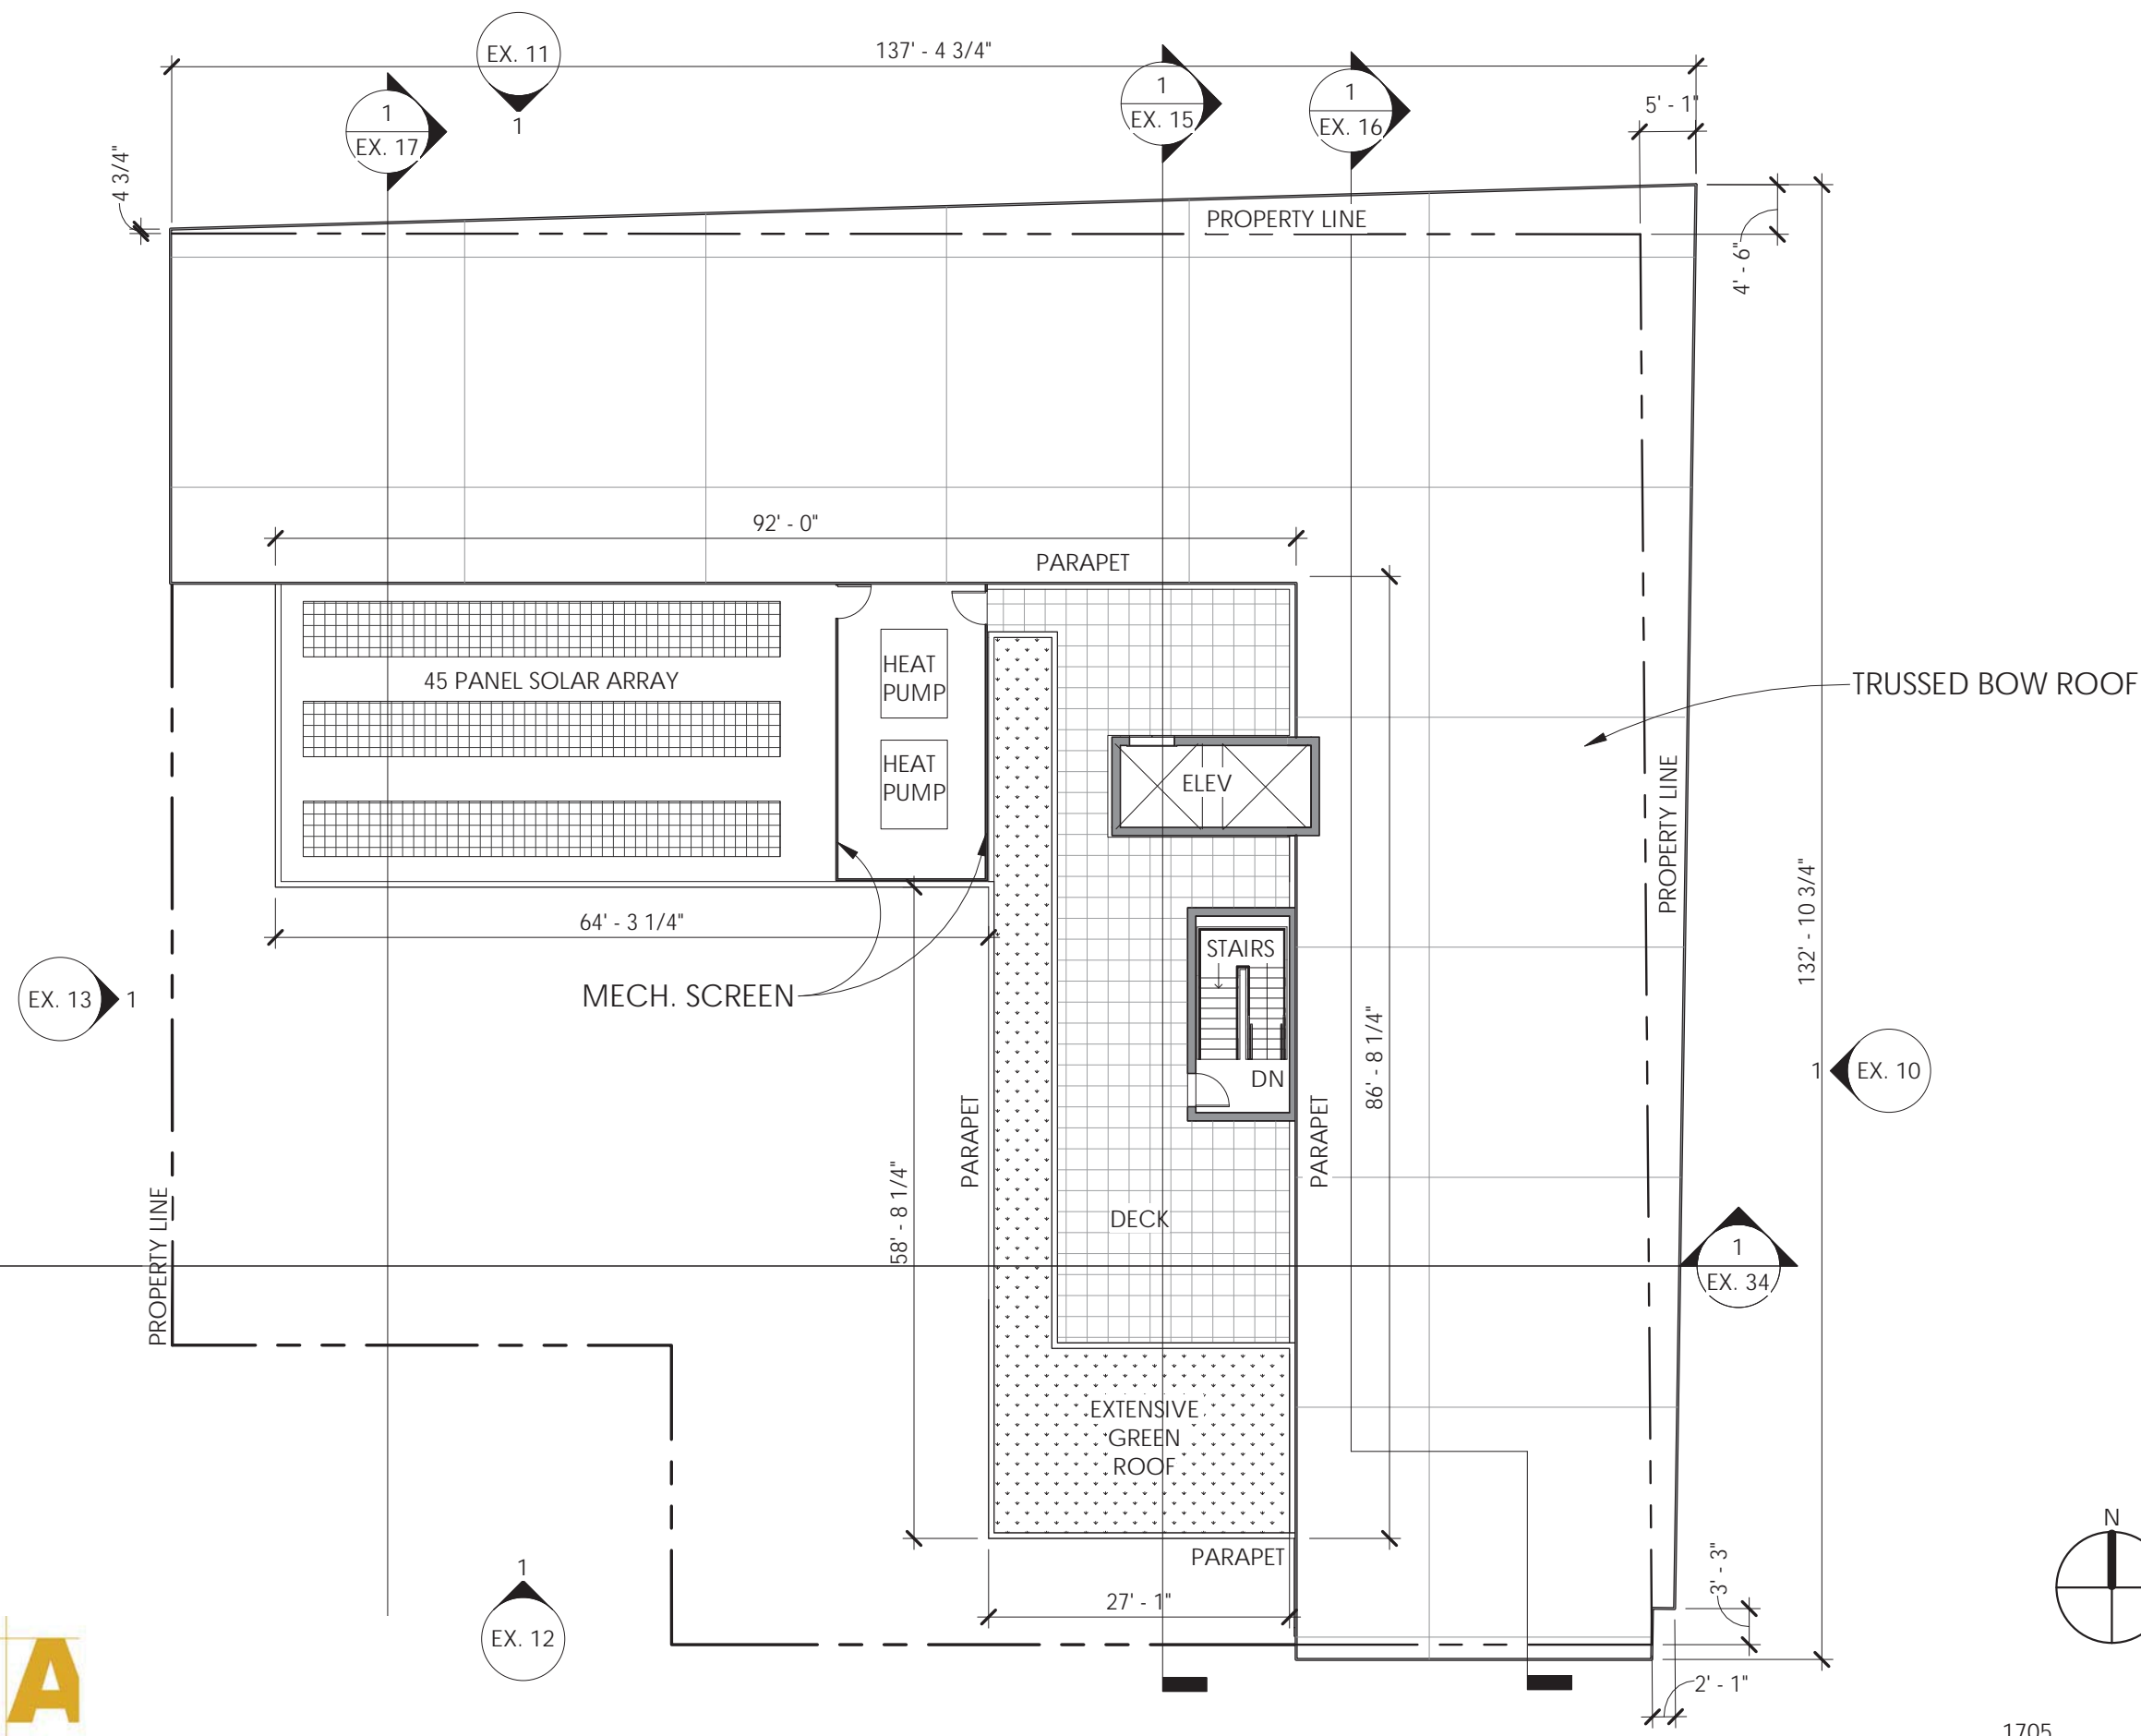 EX. 11
1
137' - 4 3/4"
1
EX. 17
1
EX. 15
1
EX. 16
5' - 1"
4 3/4"
PROPERTY LINE
4' - 6"
92' - 0"
PARAPET
45 PANEL SOLAR ARRAY
HEAT
PUMP
HEAT
PUMP
ELEV
TRUSSED BOW ROOF
PROPERTY LINE
132' - 10 3/4"
64' - 3 1/4"
MECH. SCREEN
STAIRS
DN
EX. 13
1
86' - 8 1/4"
1
EX. 10
PARAPET
PARAPET
58' - 8 1/4"
PROPERTY LINE
DECK
1
EX. 34
EXTENSIVE
GREEN
ROOF
PARAPET
27' - 1"
1
EX. 12
3' - 3"
2' - 1"
N
A
1705